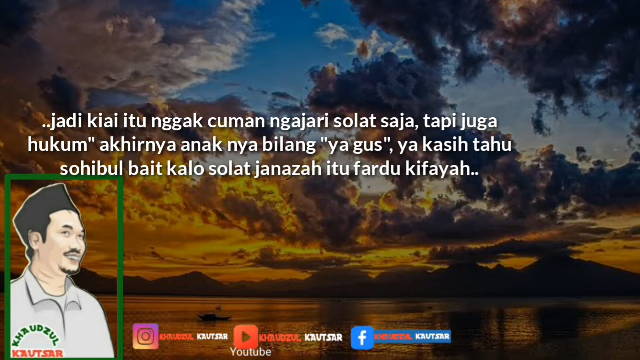 ..jadi kiai itu nggak cuman ngajari solat saja, tapi juga
hukum" akhirnya anak nya bilang "ya gus", ya kasih tahu
sohibul bait kalo solat janazah itu fardu kifayah..
KHAUDZUL
KAUTSAR
KHAUDZUL KAUTSAR
KHAUDZUL KAUTSAR
Youtube
KHAUDZUL KAUTSAR